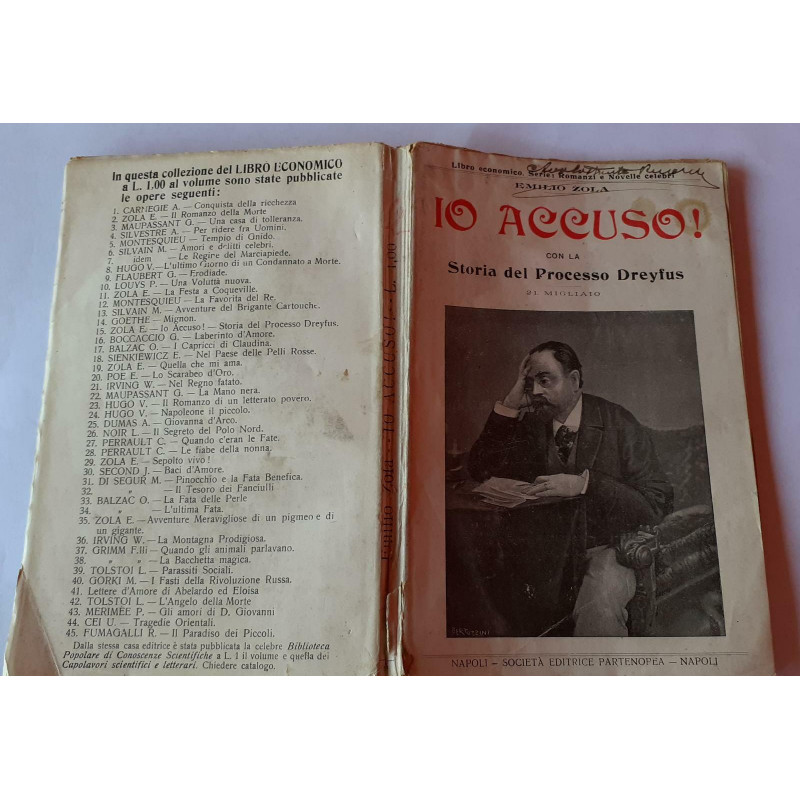 In questa collezione del LIBRO ECONOMICO
a L. 1.00 al volume sono state pubblicate
le opere seguenti:
1. CARNEGIE A. — Conquista della ricchezza
2. ZOLA E. — Il Romanzo della Morte
3. MAUPASSANT G. — Una casa di tolleranza.
4. SILVESTRE A. — Per ridere fra Uomini.
5. MONTESQUIEU — Tempio di Gnido.
6. SILVAIN M. — Amori e delitti celebri.
7. idem — Le Regine del Marciapiede.
8. HUGO V. — L'ultimo Giorno di un Condannato a Morte.
9. FLAUBERT G. — Erodiade.
10. LOUYS P. — Una Voluttà nuova.
11. ZOLA E. — La Festa a Coqueville.
12. MONTESQUIEU — La Favorita del Re.
13. SILVAIN M. — Avventure del Brigante Cartouche.
14. GOETHE — Mignon.
15. ZOLA E. — Io Accuso! — Storia del Processo Dreyfus.
16. BOCCACCIO G. — Laberinto d'Amore.
17. BALZAC O. — I Capricci di Claudina.
18. SIENKIEWICZ E. — Nel Paese delle Pelli Rosse.
19. ZOLA E. — Quella che mi ama.
20. POE E. — Lo Scarabeo d'Oro.
21. IRVING W. — Nel Regno fatato.
22. MAUPASSANT G. — La Mano nera.
23. HUGO V. — Il Romanzo di un letterato povero.
24. HUGO V. — Napoleone il piccolo.
25. DUMAS A. — Giovanna d'Arco.
26. NOIR L. — Il Segreto del Polo Nord.
27. PERRAULT C. — Quando c'eran le Fate.
28. PERRAULT C. — Le fiabe della nonna.
29. ZOLA E. — Sepolto vivo!
30. SECOND J. — Baci d'Amore.
31. DI SEGUR M. — Pinocchio e la Fata Benefica.
32. „ — Il Tesoro dei Fanciulli
33. BALZAC O. — La Fata delle Perle
34. „ — L'ultima Fata.
35. ZOLA E. — Avventure Meravigliose di un pigmeo e di
un gigante.
36. IRVING W. — La Montagna Prodigiosa.
37. GRIMM F.lli — Quando gli animali parlavano.
38. „ „ — La Bacchetta magica.
39. TOLSTOI L. — Parassiti Sociali.
40. GORKI M. — I Fasti della Rivoluzione Russa.
41. Lettere d'Amore di Abelardo ed Eloisa
42. TOLSTOI L. — L'Angelo della Morte
43. MERIMÉE P. — Gli amori di D. Giovanni
44. CEI U. — Tragedie Orientali.
45. FUMAGALLI R. — Il Paradiso dei Piccoli.
Dalla stessa casa editrice è stata pubblicata la celebre Biblioteca
Popolare di Conoscenze Scientifiche a L. 1 il volume e quella dei
Capolavori scientifici e letterari. Chiedere catalogo.
Emilio Zola - IO ACCUSO! - L. 1,00
Libro economico. Serie: Romanzi e Novelle celebri
EMILIO ZOLA
IO ACCUSO!
CON LA
Storia del Processo Dreyfus
21. MIGLIAIO
NAPOLI — SOCIETÀ EDITRICE PARTENOPEA — NAPOLI